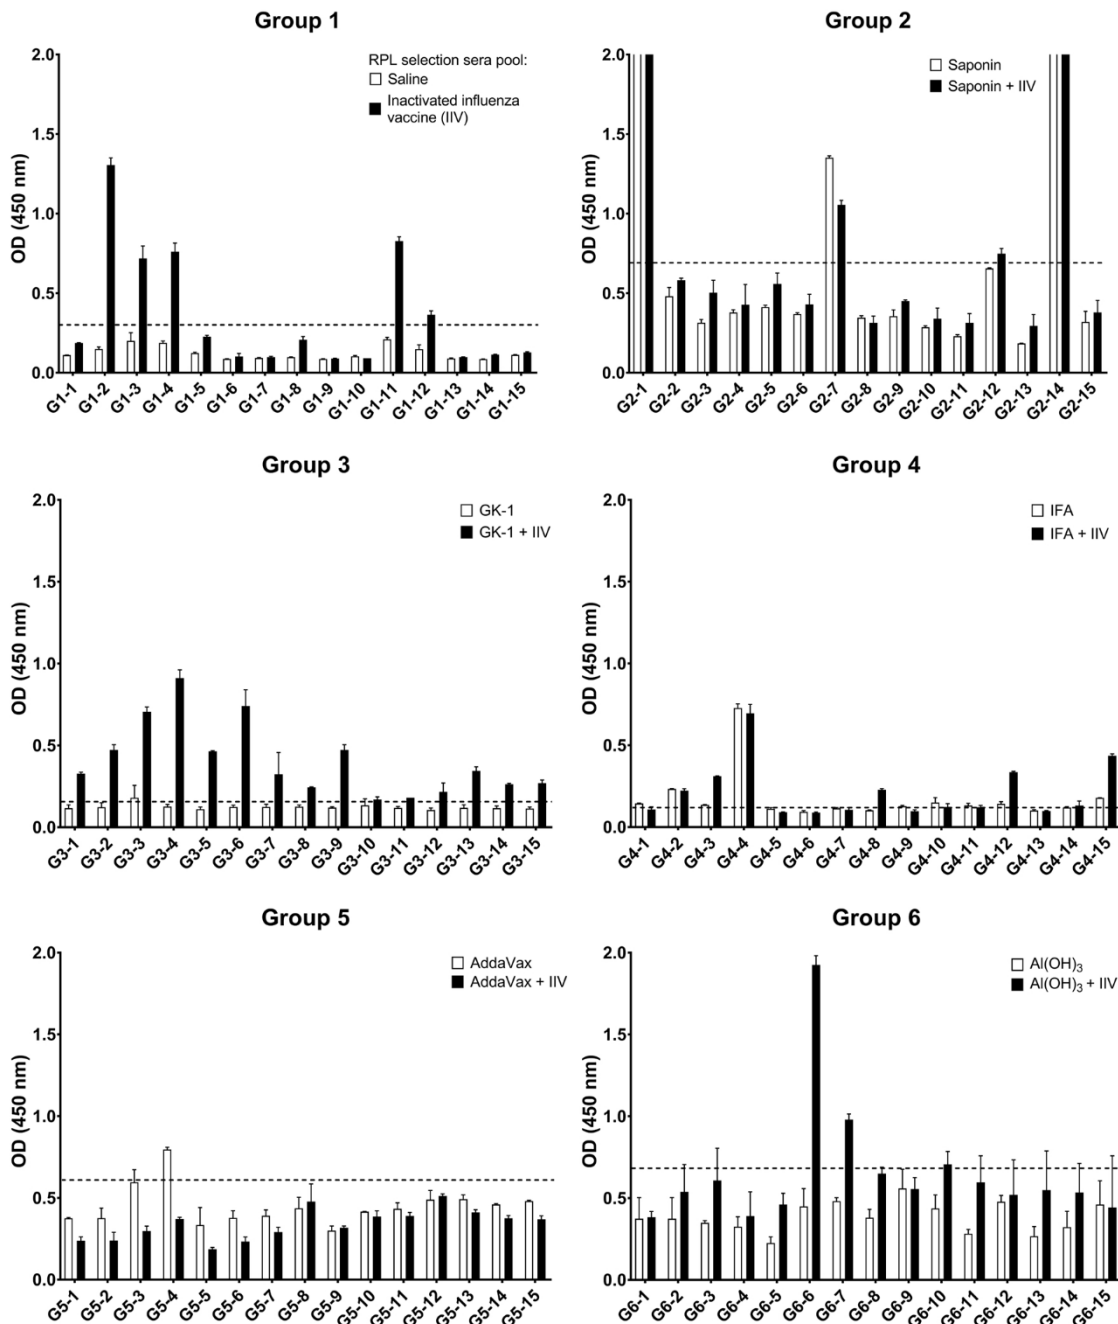 Group 1
RPL selection sera pool:
Saline
Inactivated influenza
vaccine (IIV)
OD (450 nm)
2.0
1.5
1.0
0.5
0.0
G1-1
G1-2
G1-3
G1-4
G1-5
G1-6
G1-7
G1-8
G1-9
G1-10
G1-11
G1-12
G1-13
G1-14
G1-15
Group 2
Saponin
Saponin + IIV
OD (450 nm)
2.0
1.5
1.0
0.5
0.0
G2-1
G2-2
G2-3
G2-4
G2-5
G2-6
G2-7
G2-8
G2-9
G2-10
G2-11
G2-12
G2-13
G2-14
G2-15
Group 3
GK-1
GK-1 + IIV
OD (450 nm)
2.0
1.5
1.0
0.5
0.0
G3-1
G3-2
G3-3
G3-4
G3-5
G3-6
G3-7
G3-8
G3-9
G3-10
G3-11
G3-12
G3-13
G3-14
G3-15
Group 4
IFA
IFA + IIV
OD (450 nm)
2.0
1.5
1.0
0.5
0.0
G4-1
G4-2
G4-3
G4-4
G4-5
G4-6
G4-7
G4-8
G4-9
G4-10
G4-11
G4-12
G4-13
G4-14
G4-15
Group 5
AddaVax
AddaVax + IIV
OD (450 nm)
2.0
1.5
1.0
0.5
0.0
G5-1
G5-2
G5-3
G5-4
G5-5
G5-6
G5-7
G5-8
G5-9
G5-10
G5-11
G5-12
G5-13
G5-14
G5-15
Group 6
Al(OH)₃
Al(OH)₃ + IIV
OD (450 nm)
2.0
1.5
1.0
0.5
0.0
G6-1
G6-2
G6-3
G6-4
G6-5
G6-6
G6-7
G6-8
G6-9
G6-10
G6-11
G6-12
G6-13
G6-14
G6-15